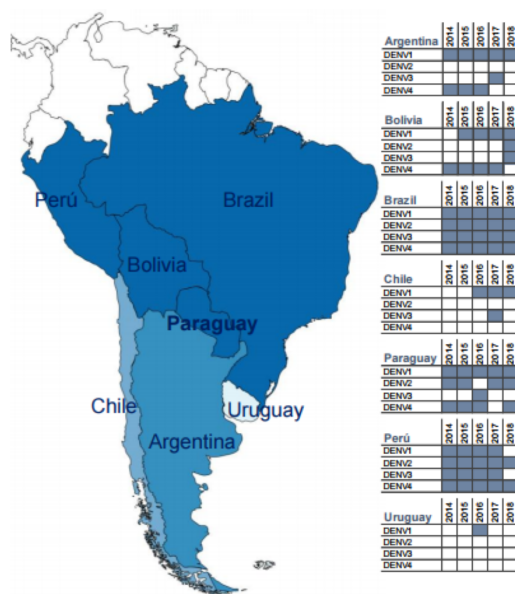 Perú
Brazil
Bolivia
Paraguay
Chile
Uruguay
Argentina
Argentina 2014 2015 2016 2017 2018
DENV1
DENV2
DENV3
DENV4
Bolivia 2014 2015 2016 2017 2018
DENV1
DENV2
DENV3
DENV4
Brazil 2014 2015 2016 2017 2018
DENV1
DENV2
DENV3
DENV4
Chile 2014 2015 2016 2017 2018
DENV1
DENV2
DENV3
DENV4
Paraguay 2014 2015 2016 2017 2018
DENV1
DENV2
DENV3
DENV4
Perú 2014 2015 2016 2017 2018
DENV1
DENV2
DENV3
DENV4
Uruguay 2014 2015 2016 2017 2018
DENV1
DENV2
DENV3
DENV4